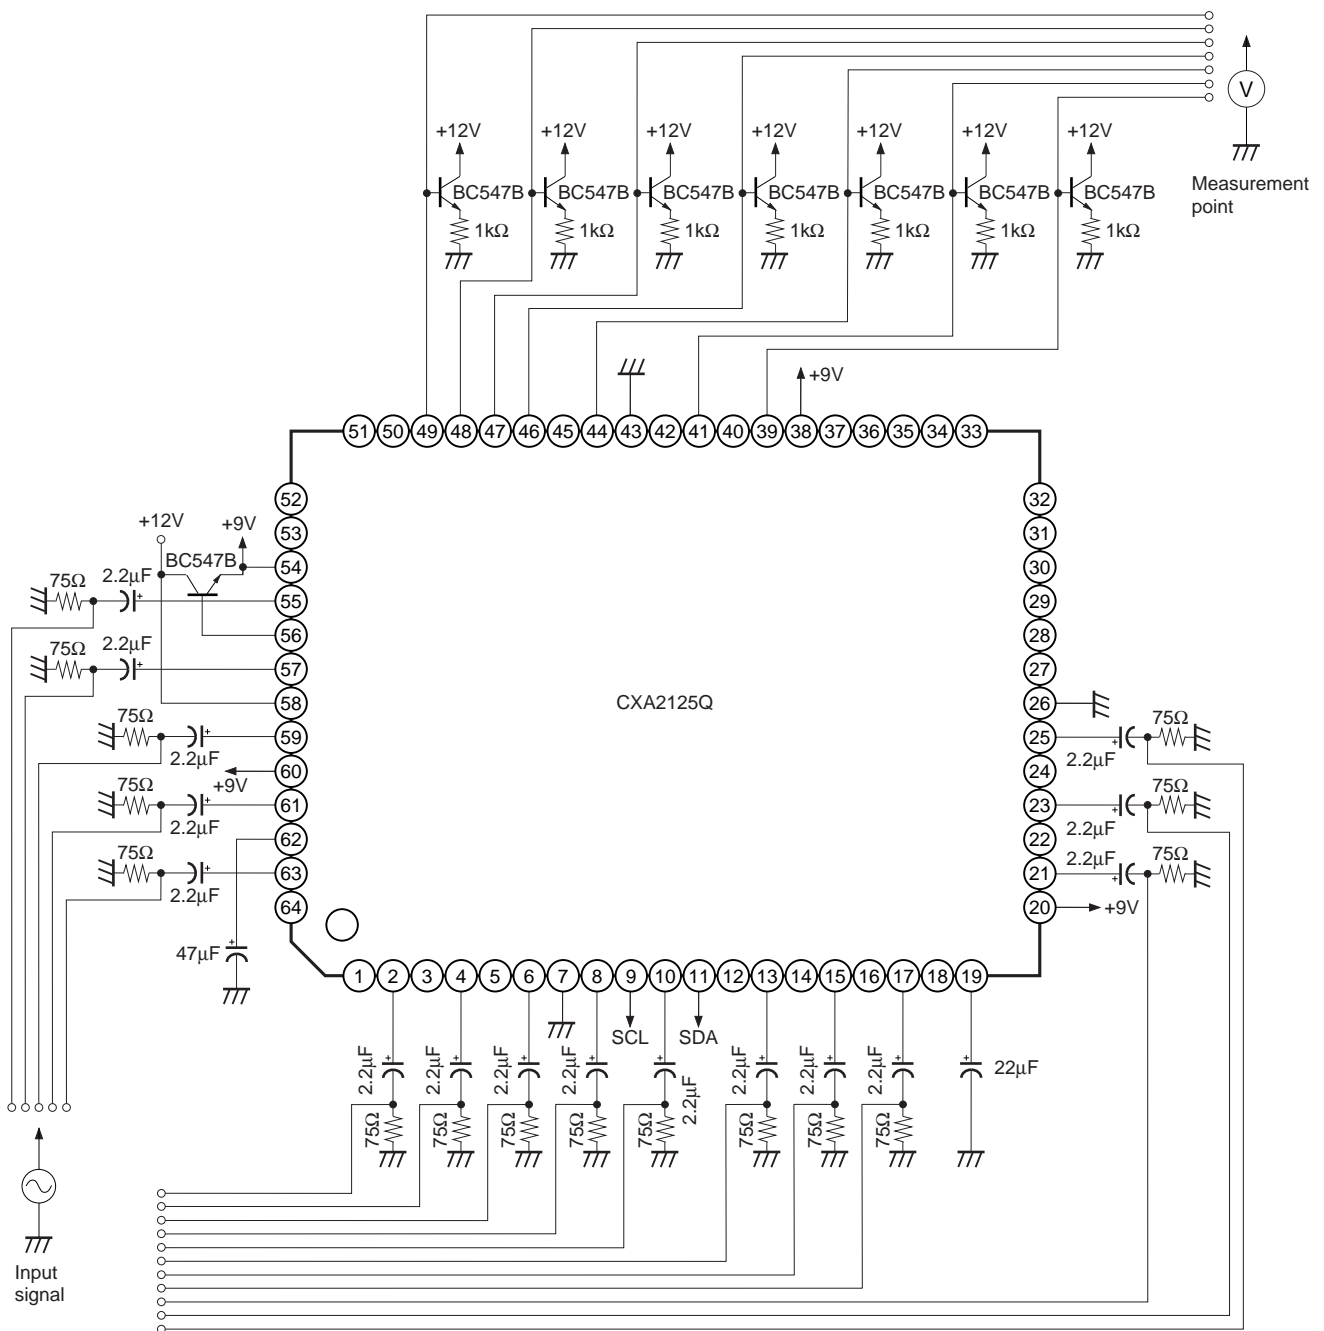 +12V +12V +12V +12V +12V +12V +12V
V
BC547B BC547B BC547B BC547B BC547B BC547B BC547B
Measurement
point
1kΩ 1kΩ 1kΩ 1kΩ 1kΩ 1kΩ 1kΩ
+9V
51 50 49 48 47 46 45 44 43 42 41 40 39 38 37 36 35 34 33
52 32
+12V +9V 53 31
BC547B 54 30
75Ω 2.2μF 55 29
56 28
75Ω 2.2μF 57 27
58 CXA2125Q 26
75Ω 2.2μF 59 25 2.2μF 75Ω
+9V 60 24
75Ω 2.2μF 61 23 2.2μF 75Ω
62 22
75Ω 2.2μF 63 21 2.2μF 75Ω
64 20 +9V
47μF
1 2 3 4 5 6 7 8 9 10 11 12 13 14 15 16 17 18 19
SCL SDA
2.2μF 2.2μF 2.2μF 2.2μF 2.2μF 2.2μF 2.2μF 2.2μF 22μF
75Ω 75Ω 75Ω 75Ω 75Ω 75Ω 75Ω 75Ω
Input
signal